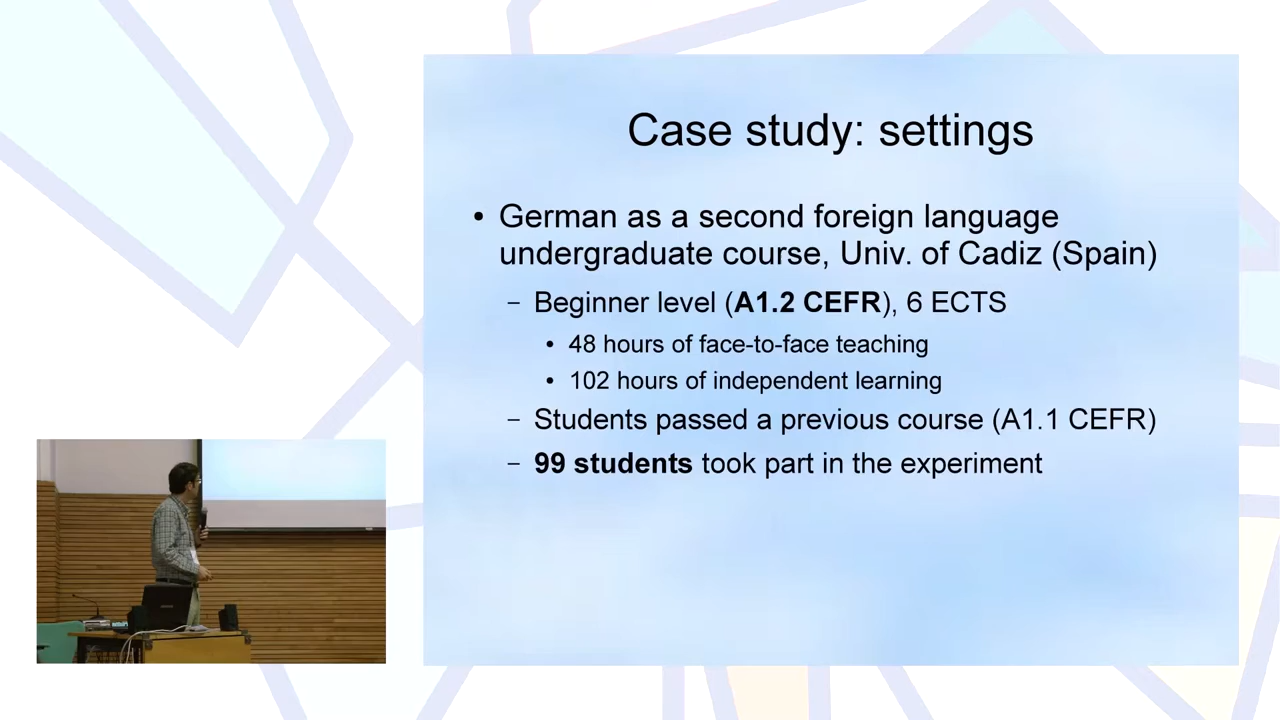 Case study: settings
• German as a second foreign language
undergraduate course, Univ. of Cadiz (Spain)
– Beginner level (A1.2 CEFR), 6 ECTS
• 48 hours of face-to-face teaching
• 102 hours of independent learning
– Students passed a previous course (A1.1 CEFR)
– 99 students took part in the experiment